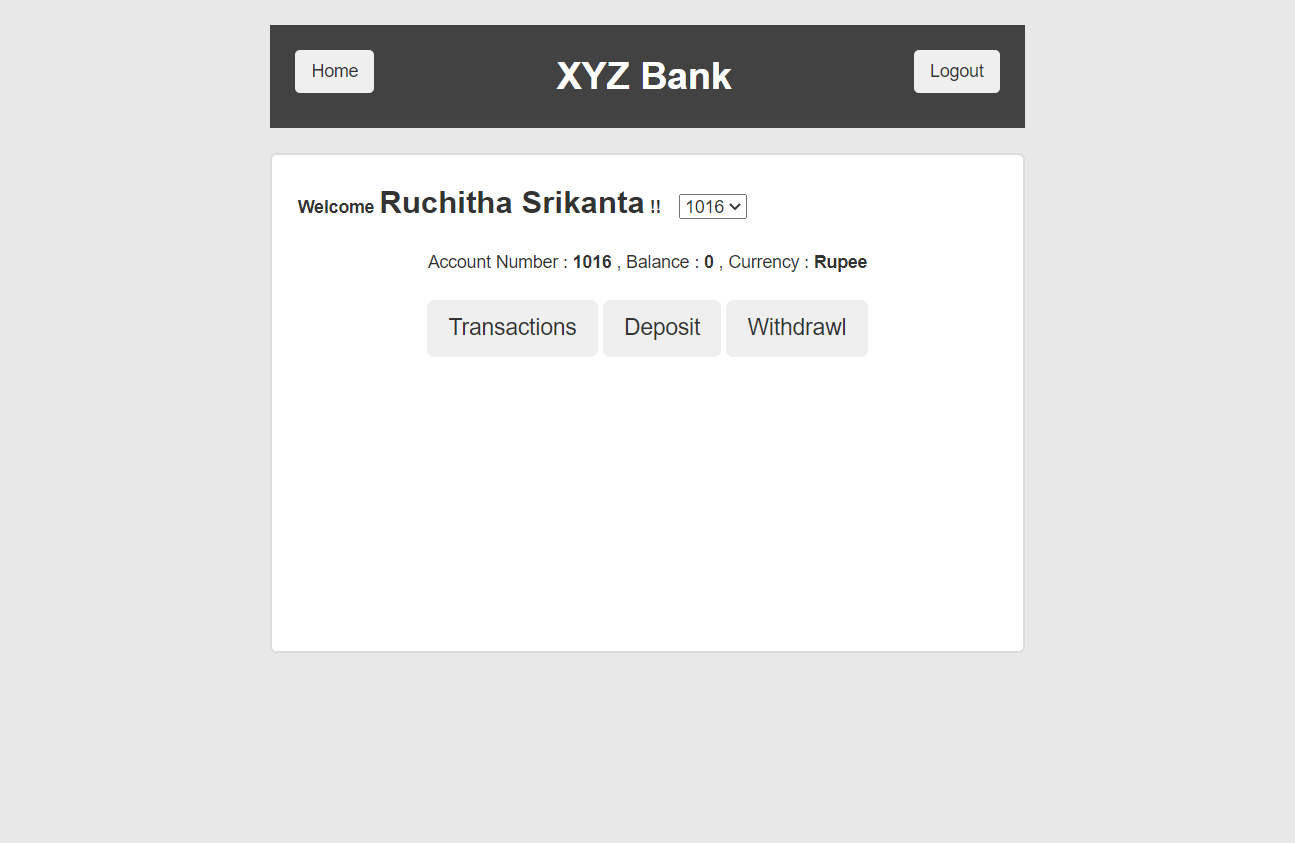 Home XYZ Bank Logout
Welcome Ruchitha Srikanta !! 1016
Account Number : 1016 , Balance : 0 , Currency : Rupee
Transactions Deposit Withdrawl